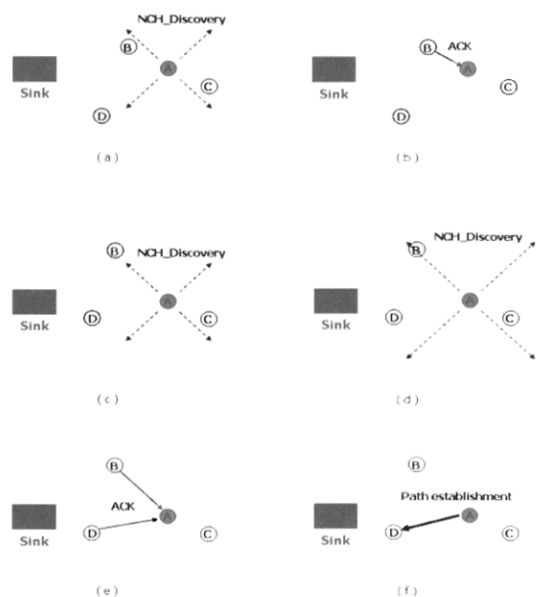 NCH_Discovery
B
A
C
Sink
D
(a)
B
ACK
A
C
Sink
D
(b)
B
NCH_Discovery
A
D
C
Sink
(c)
NCH_Discovery
B
A
D
C
Sink
(d)
B
ACK
A
D
C
Sink
(e)
B
Path establishment
A
D
C
Sink
(f)